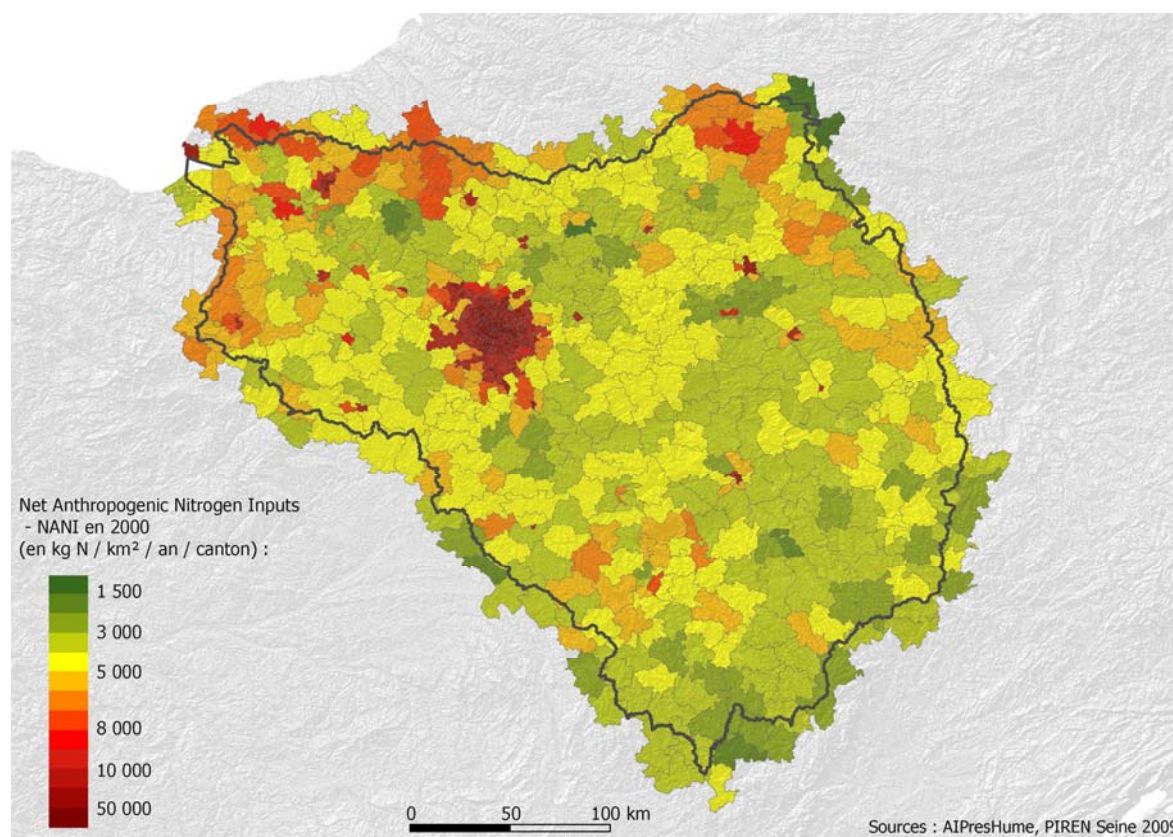 Net Anthropogenic Nitrogen Inputs
- NANI en 2000
(en kg N / km² / an / canton) :
1 500
3 000
5 000
8 000
10 000
50 000
0 50 100 km
Sources : AIPresHume, PIREN Seine 2009